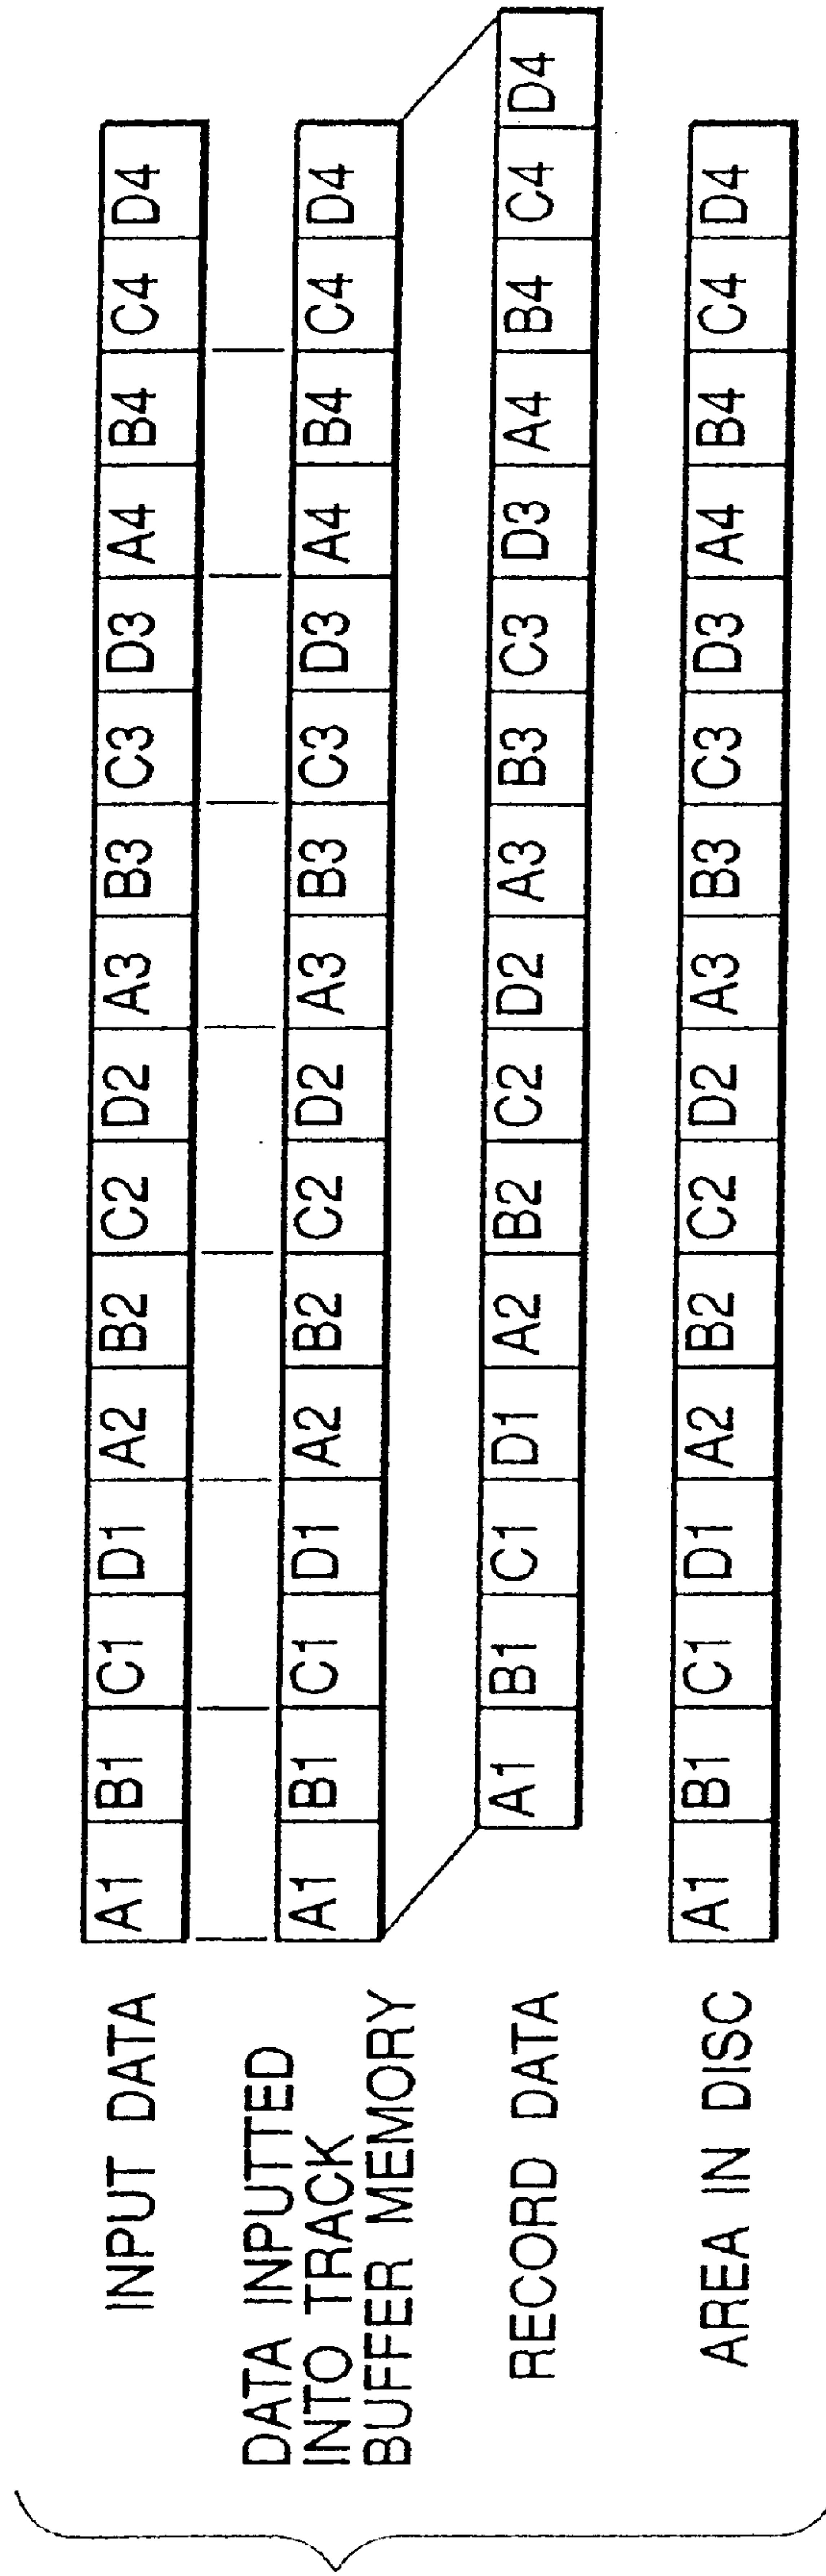 INPUT DATA
A1 B1 C1 D1 A2 B2 C2 D2 A3 B3 C3 D3 A4 B4 C4 D4
DATA INPUTTED
INTO TRACK
BUFFER MEMORY
A1 B1 C1 D1 A2 B2 C2 D2 A3 B3 C3 D3 A4 B4 C4 D4
RECORD DATA
A1 B1 C1 D1 A2 B2 C2 D2 A3 B3 C3 D3 A4 B4 C4 D4
AREA IN DISC
A1 B1 C1 D1 A2 B2 C2 D2 A3 B3 C3 D3 A4 B4 C4 D4